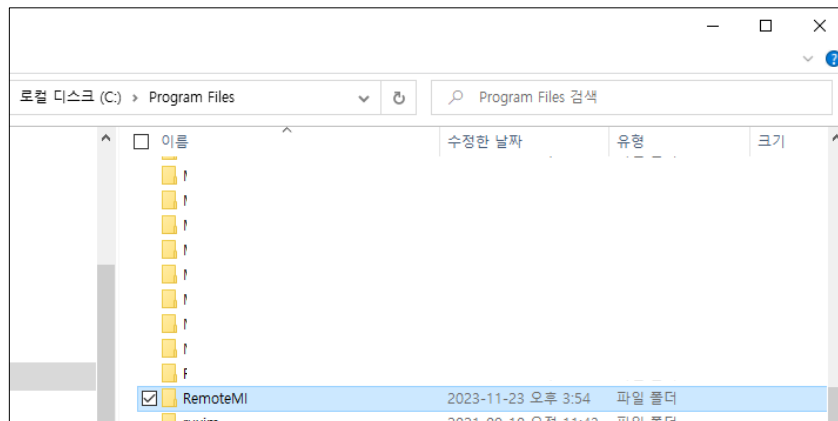 로컬 디스크 (C:) › Program Files
Program Files 검색
이름 수정한 날짜 유형 크기
RemoteMI 2023-11-23 오후 3:54 파일 폴더